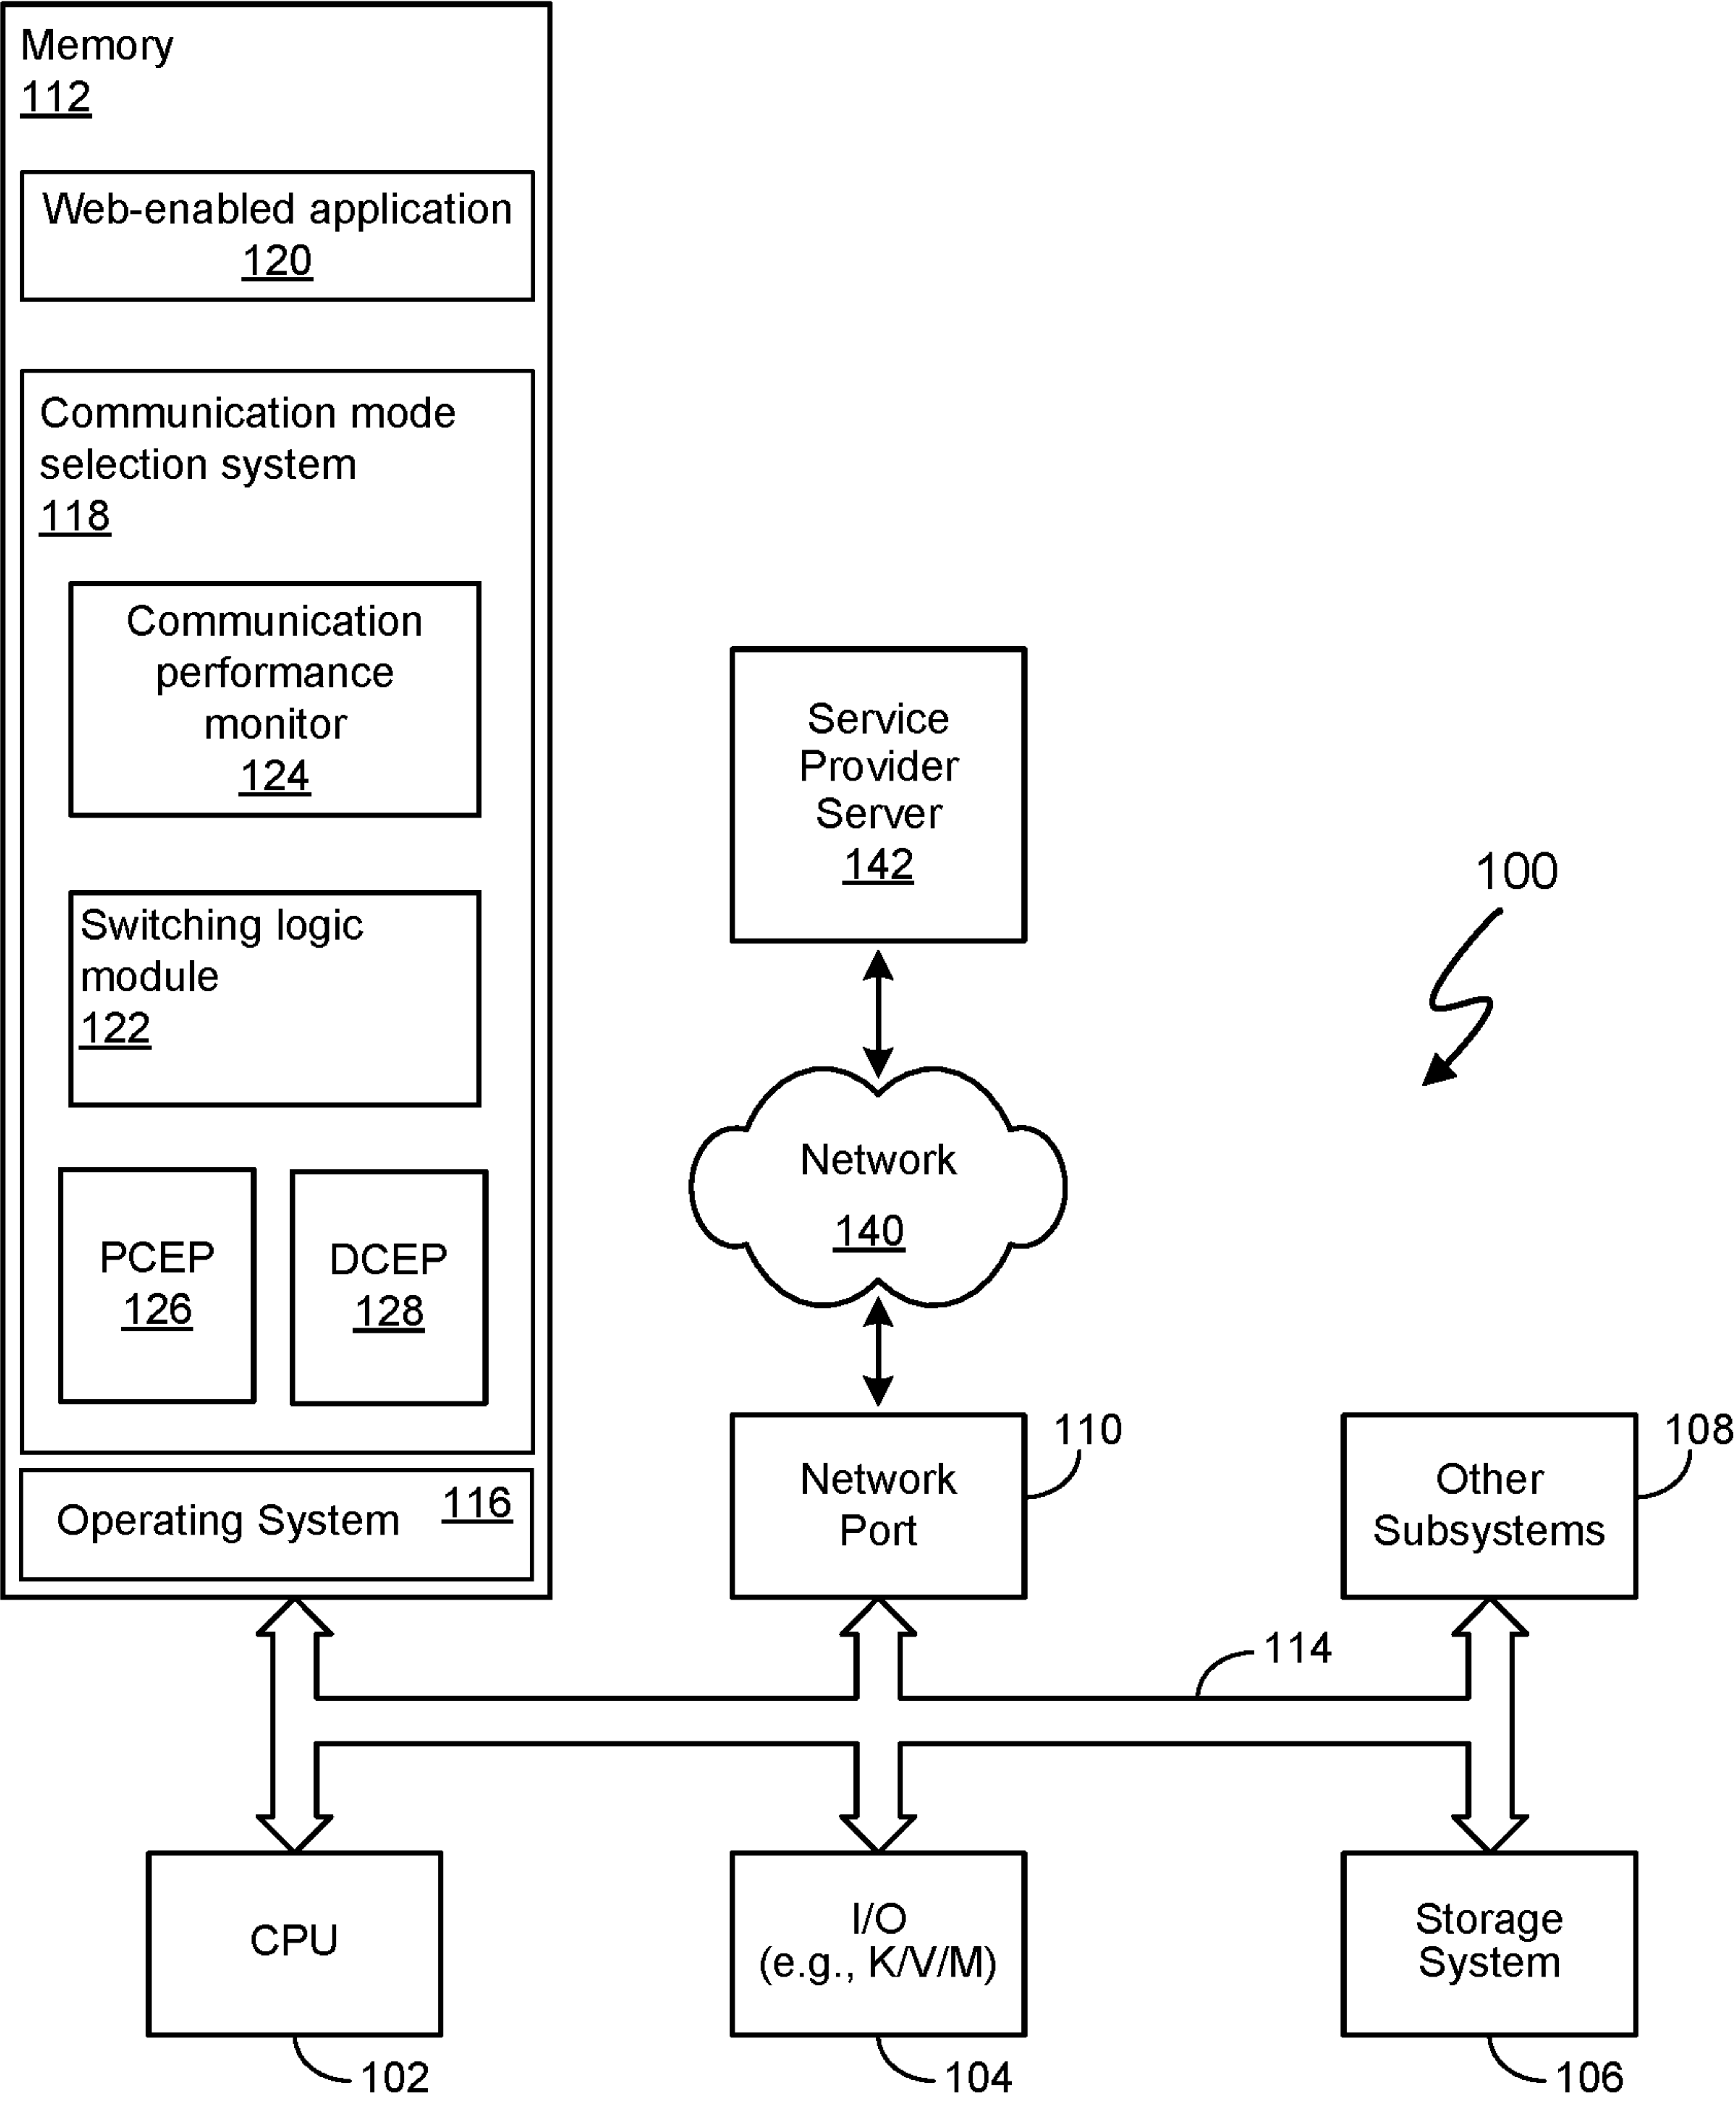 Memory
112
Web-enabled application
120
Communication mode
selection system
118
Communication
performance
monitor
124
Switching logic
module
122
PCEP
126
DCEP
128
Operating System
116
Service
Provider
Server
142
100
Network
140
Network
Port
110
Other
Subsystems
108
114
CPU
102
I/O
(e.g., K/V/M)
104
Storage
System
106